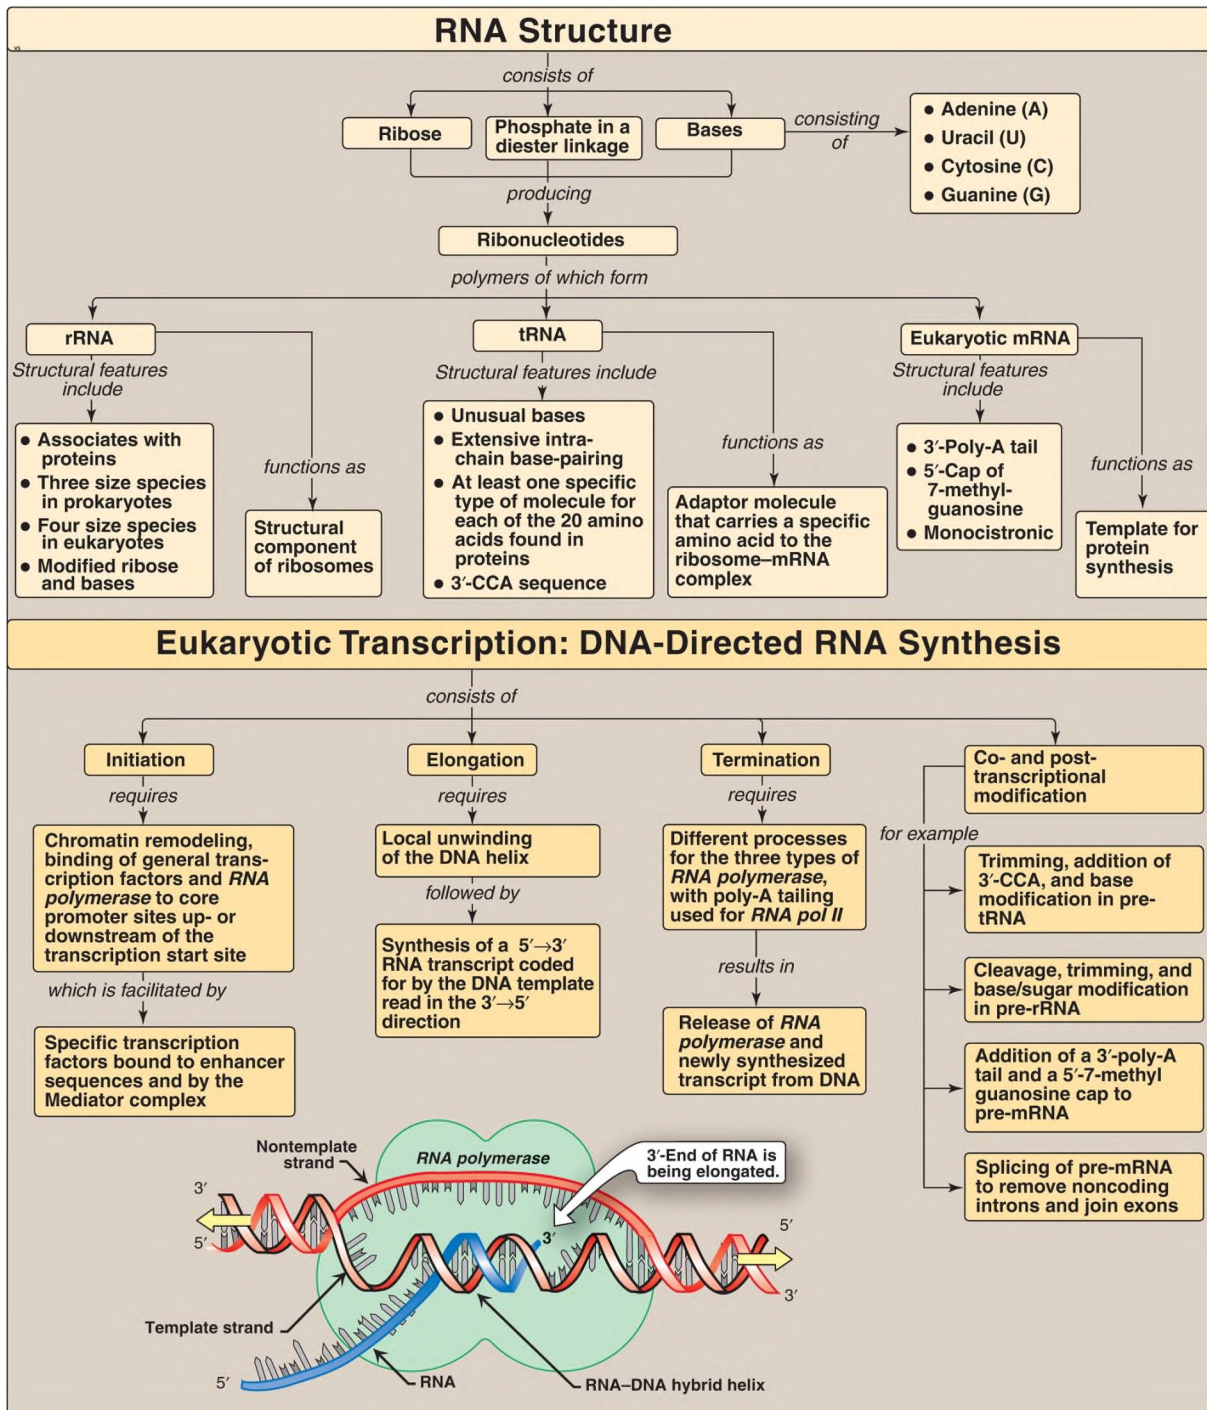 RNA Structure
vs
consists of
Ribose
Phosphate in a
diester linkage
Bases
consisting
of
● Adenine (A)
● Uracil (U)
● Cytosine (C)
● Guanine (G)
producing
Ribonucleotides
polymers of which form
rRNA
Structural features
include
● Associates with
proteins
● Three size species
in prokaryotes
● Four size species
in eukaryotes
● Modified ribose
and bases
functions as
Structural
component
of ribosomes
tRNA
Structural features include
● Unusual bases
● Extensive intra-
chain base-pairing
● At least one specific
type of molecule for
each of the 20 amino
acids found in
proteins
● 3′-CCA sequence
functions as
Adaptor molecule
that carries a specific
amino acid to the
ribosome–mRNA
complex
Eukaryotic mRNA
Structural features
include
● 3′-Poly-A tail
● 5′-Cap of
7-methyl-
guanosine
● Monocistronic
functions as
Template for
protein
synthesis
Eukaryotic Transcription: DNA-Directed RNA Synthesis
consists of
Initiation
requires
Chromatin remodeling,
binding of general trans-
cription factors and RNA
polymerase to core
promoter sites up- or
downstream of the
transcription start site
which is facilitated by
Specific transcription
factors bound to enhancer
sequences and by the
Mediator complex
Elongation
requires
Local unwinding
of the DNA helix
followed by
Synthesis of a 5′→3′
RNA transcript coded
for by the DNA template
read in the 3′→5′
direction
Termination
requires
Different processes
for the three types of
RNA polymerase,
with poly-A tailing
used for RNA pol II
results in
Release of RNA
polymerase and
newly synthesized
transcript from DNA
Co- and post-
transcriptional
modification
for example
Trimming, addition of
3′-CCA, and base
modification in pre-
tRNA
Cleavage, trimming, and
base/sugar modification
in pre-rRNA
Addition of a 3′-poly-A
tail and a 5′-7-methyl
guanosine cap to
pre-mRNA
Splicing of pre-mRNA
to remove noncoding
introns and join exons
Nontemplate
strand
RNA polymerase
3′-End of RNA is
being elongated.
3′
5′
3′
5′
3′
Template strand
5′
RNA
RNA–DNA hybrid helix